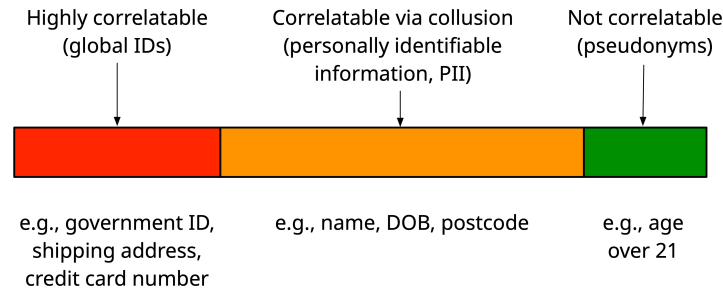 Highly correlatable
(global IDs)
Correlatable via collusion
(personally identifiable
information, PII)
Not correlatable
(pseudonyms)
e.g., government ID,
shipping address,
credit card number
e.g., name, DOB, postcode
e.g., age
over 21